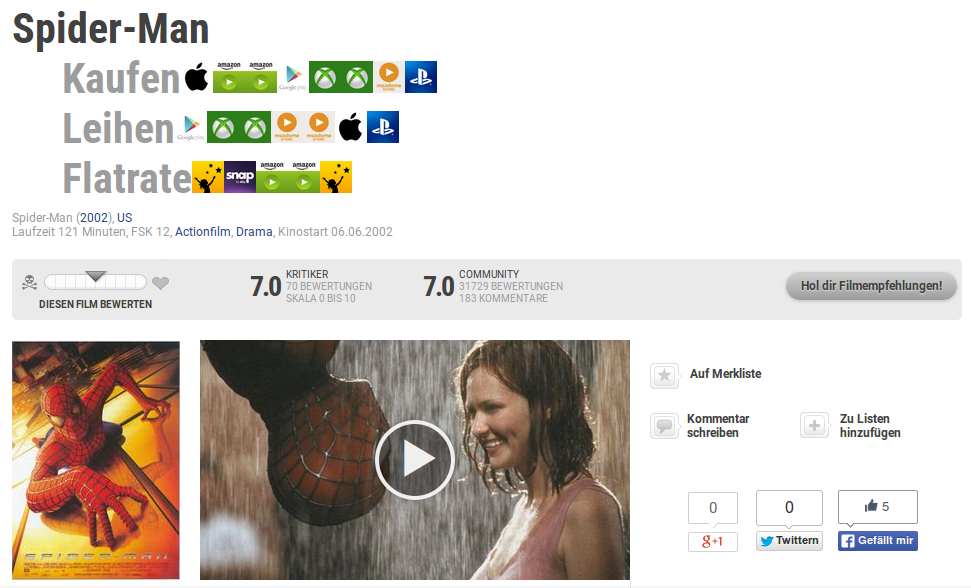 Spider-Man
Kaufen amazon amazon Google play maxdome
Leihen Google play maxdome maxdome
Flatrate snap amazon amazon
Spider-Man (2002), US
Laufzeit 121 Minuten, FSK 12, Actionfilm, Drama, Kinostart 06.06.2002
DIESEN FILM BEWERTEN
7.0 KRITIKER
70 BEWERTUNGEN
SKALA 0 BIS 10
7.0 COMMUNITY
31729 BEWERTUNGEN
183 KOMMENTARE
Hol dir Filmempfehlungen!
SPIDER-MAN
Auf Merkliste
Kommentar
schreiben
Zu Listen
hinzufügen
0 0 5
g+1 Twittern Gefällt mir